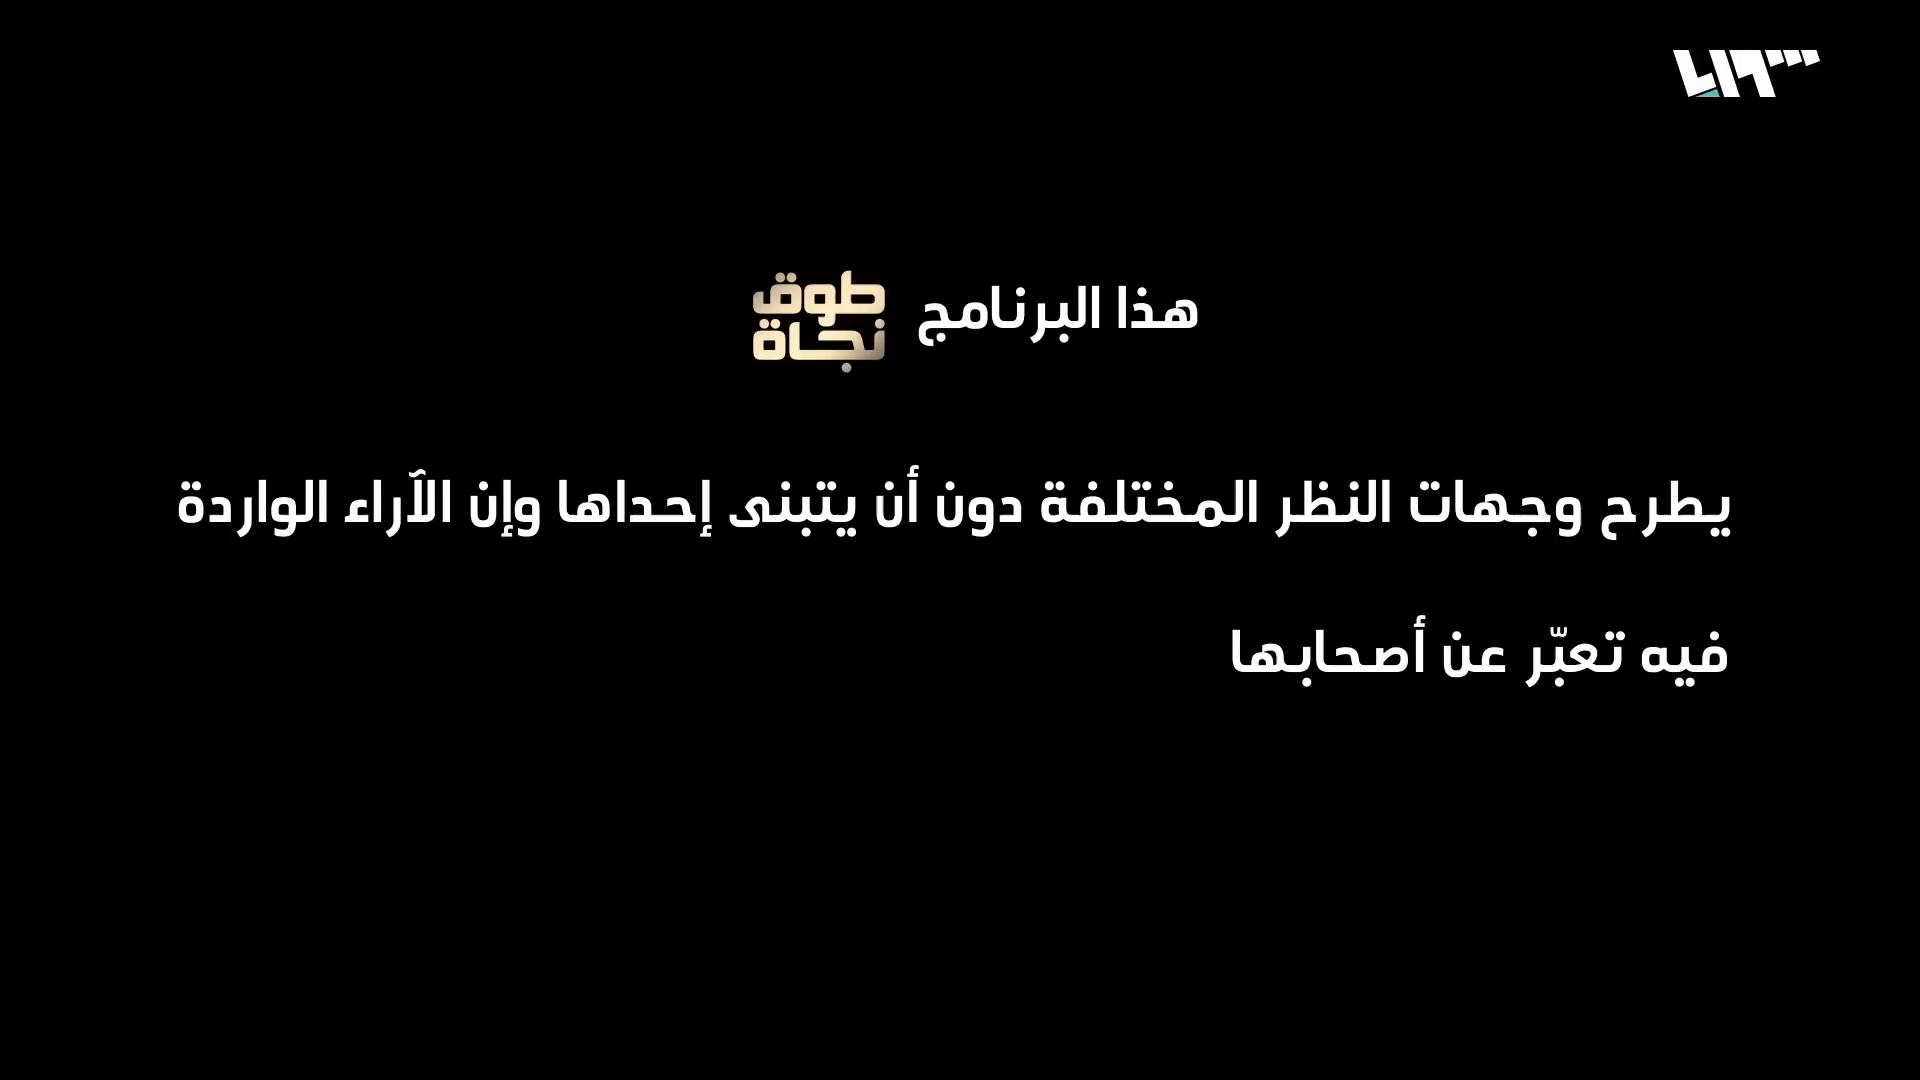 هذا البرنامج طوق نجاة
يطرح وجهات النظر المختلفة دون أن يتبنى إحداها وإن الآراء الواردة
فيه تعبّر عن أصحابها